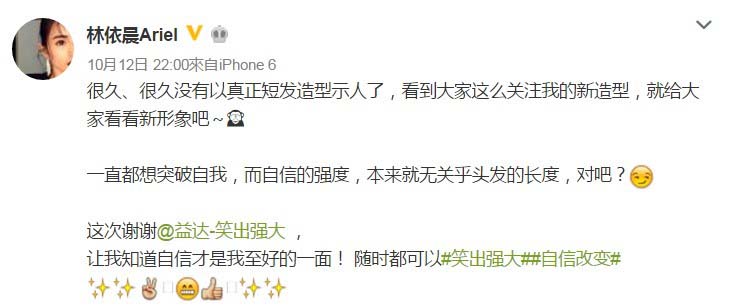 林依晨Ariel
10月12日 22:00來自iPhone 6
很久、很久没有以真正短发造型示人了，看到大家这么关注我的新造型，就给大
家看看新形象吧～
一直都想突破自我，而自信的强度，本来就无关乎头发的长度，对吧？
这次谢谢@益达-笑出强大 ，
让我知道自信才是我至好的一面！ 随时都可以#笑出强大##自信改变#